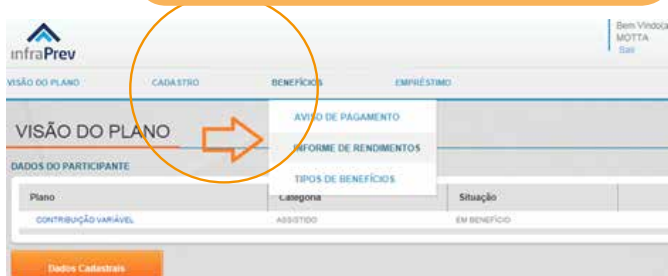 Bem Vindo(a
MOTTA
Sair
infraPrev
VISÃO DO PLANO CADASTRO BENEFÍCIOS EMPRÉSTIMO
AVISO DE PAGAMENTO
VISÃO DO PLANO
INFORME DE RENDIMENTOS
DADOS DO PARTICIPANTE
TIPOS DE BENEFÍCIOS
Plano Categoria Situação
CONTRIBUIÇÃO VARIÁVEL ASSISTIDO EM BENEFÍCIO
Dados Cadastrais